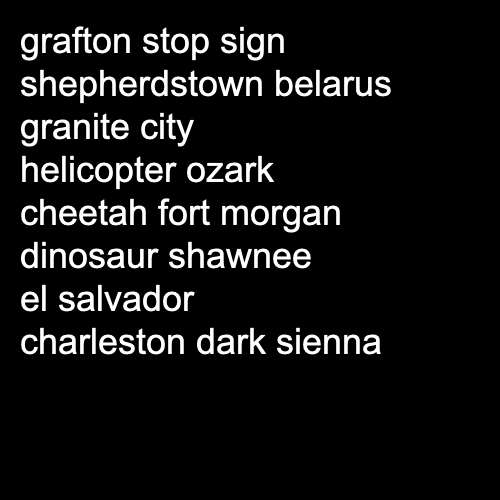 grafton stop sign
shepherdstown belarus
granite city
helicopter ozark
cheetah fort morgan
dinosaur shawnee
el salvador
charleston dark sienna